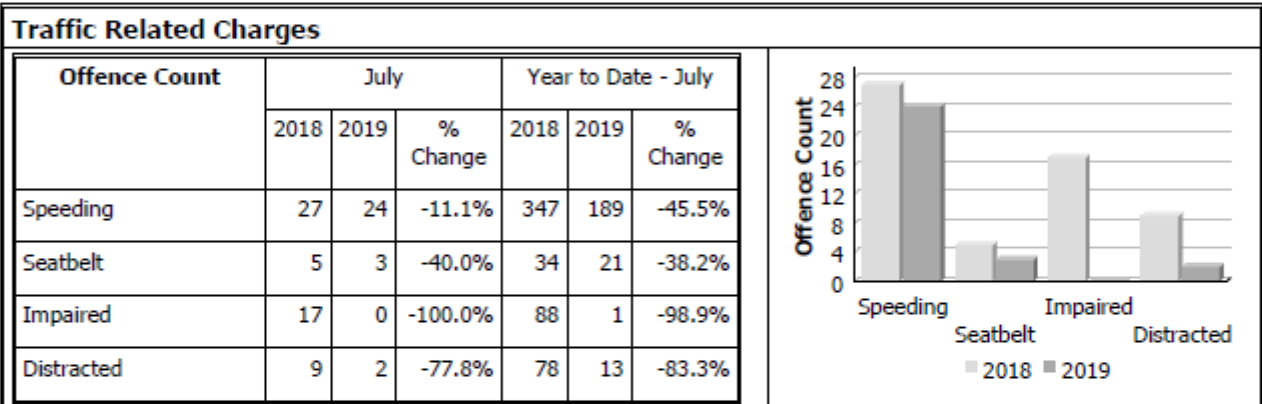 Traffic Related Charges
Offence Count July Year to Date - July
2018 2019 % Change 2018 2019 % Change
Speeding 27 24 -11.1% 347 189 -45.5%
Seatbelt 5 3 -40.0% 34 21 -38.2%
Impaired 17 0 -100.0% 88 1 -98.9%
Distracted 9 2 -77.8% 78 13 -83.3%
Offence Count
28
24
20
16
12
8
4
0
Speeding Impaired
Seatbelt Distracted
2018 2019